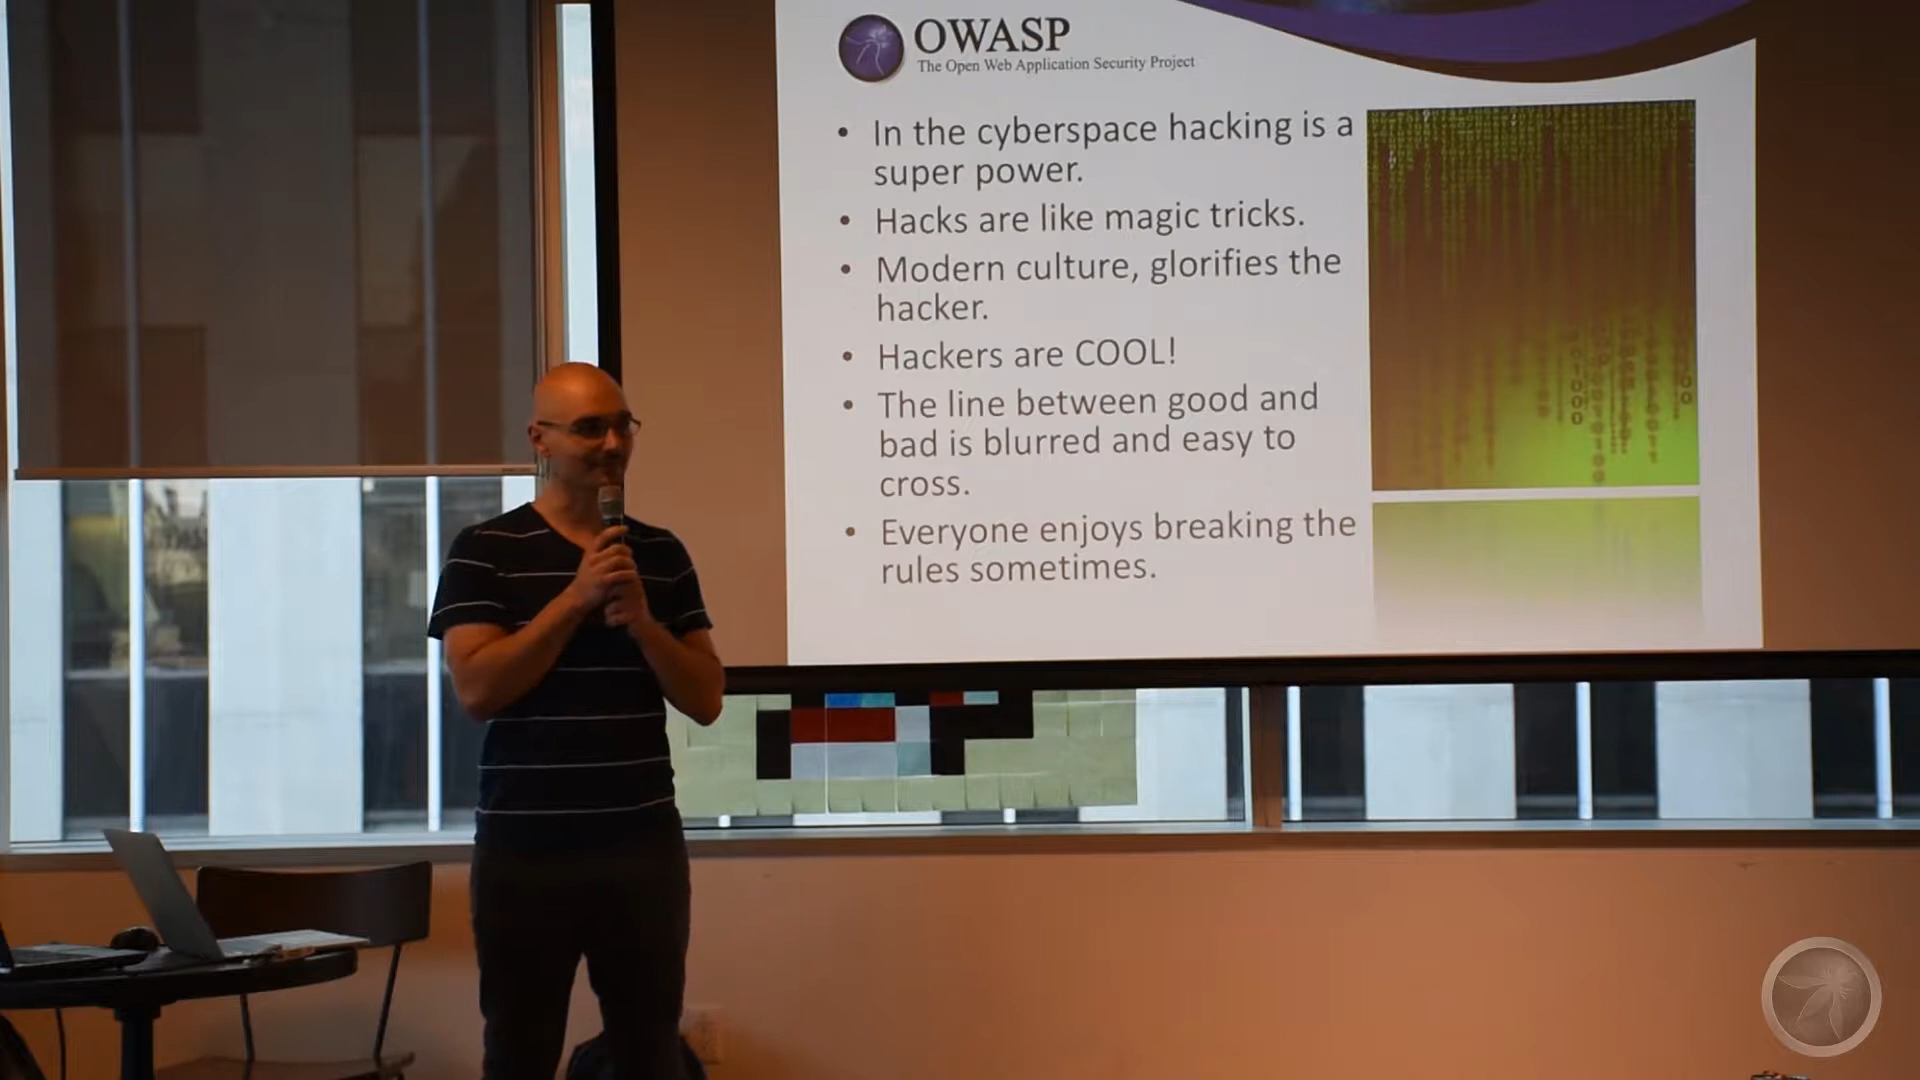 OWASP
The Open Web Application Security Project
• In the cyberspace hacking is a
super power.
• Hacks are like magic tricks.
• Modern culture, glorifies the
hacker.
• Hackers are COOL!
• The line between good and
bad is blurred and easy to
cross.
• Everyone enjoys breaking the
rules sometimes.